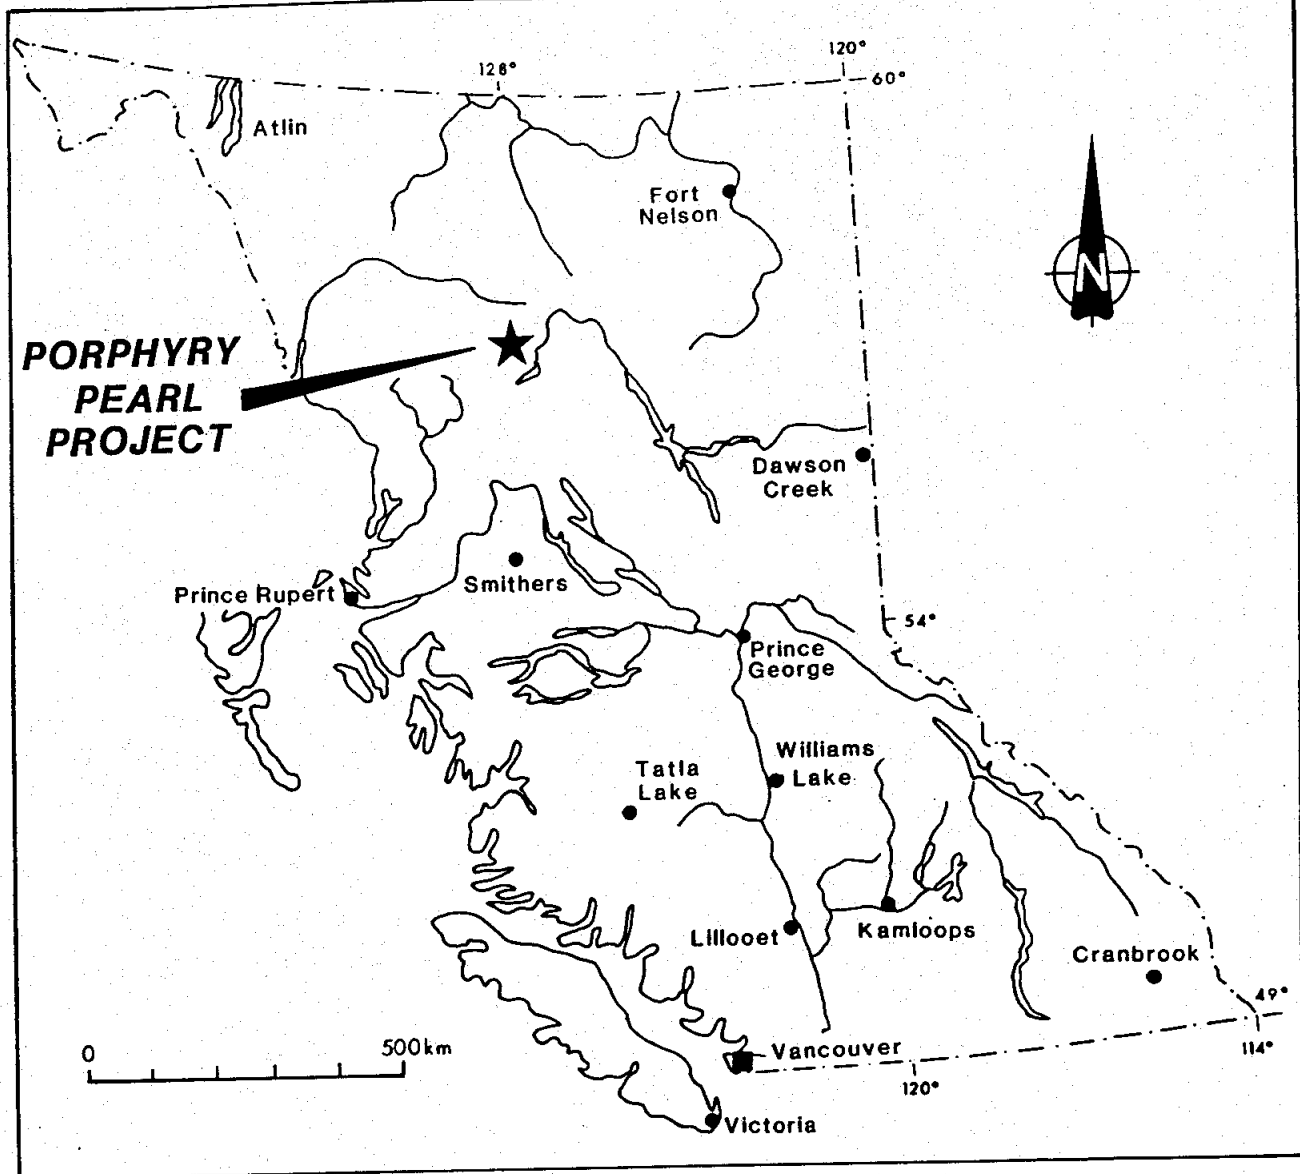 120°
60°
128°
Atlin
Fort
Nelson
N
PORPHYRY
PEARL
PROJECT
Dawson
Creek
Smithers
Prince Rupert
54°
Prince
George
Williams
Lake
Tatla
Lake
Lillooet
Kamloops
Cranbrook
49°
114°
0
500km
Vancouver
120°
Victoria